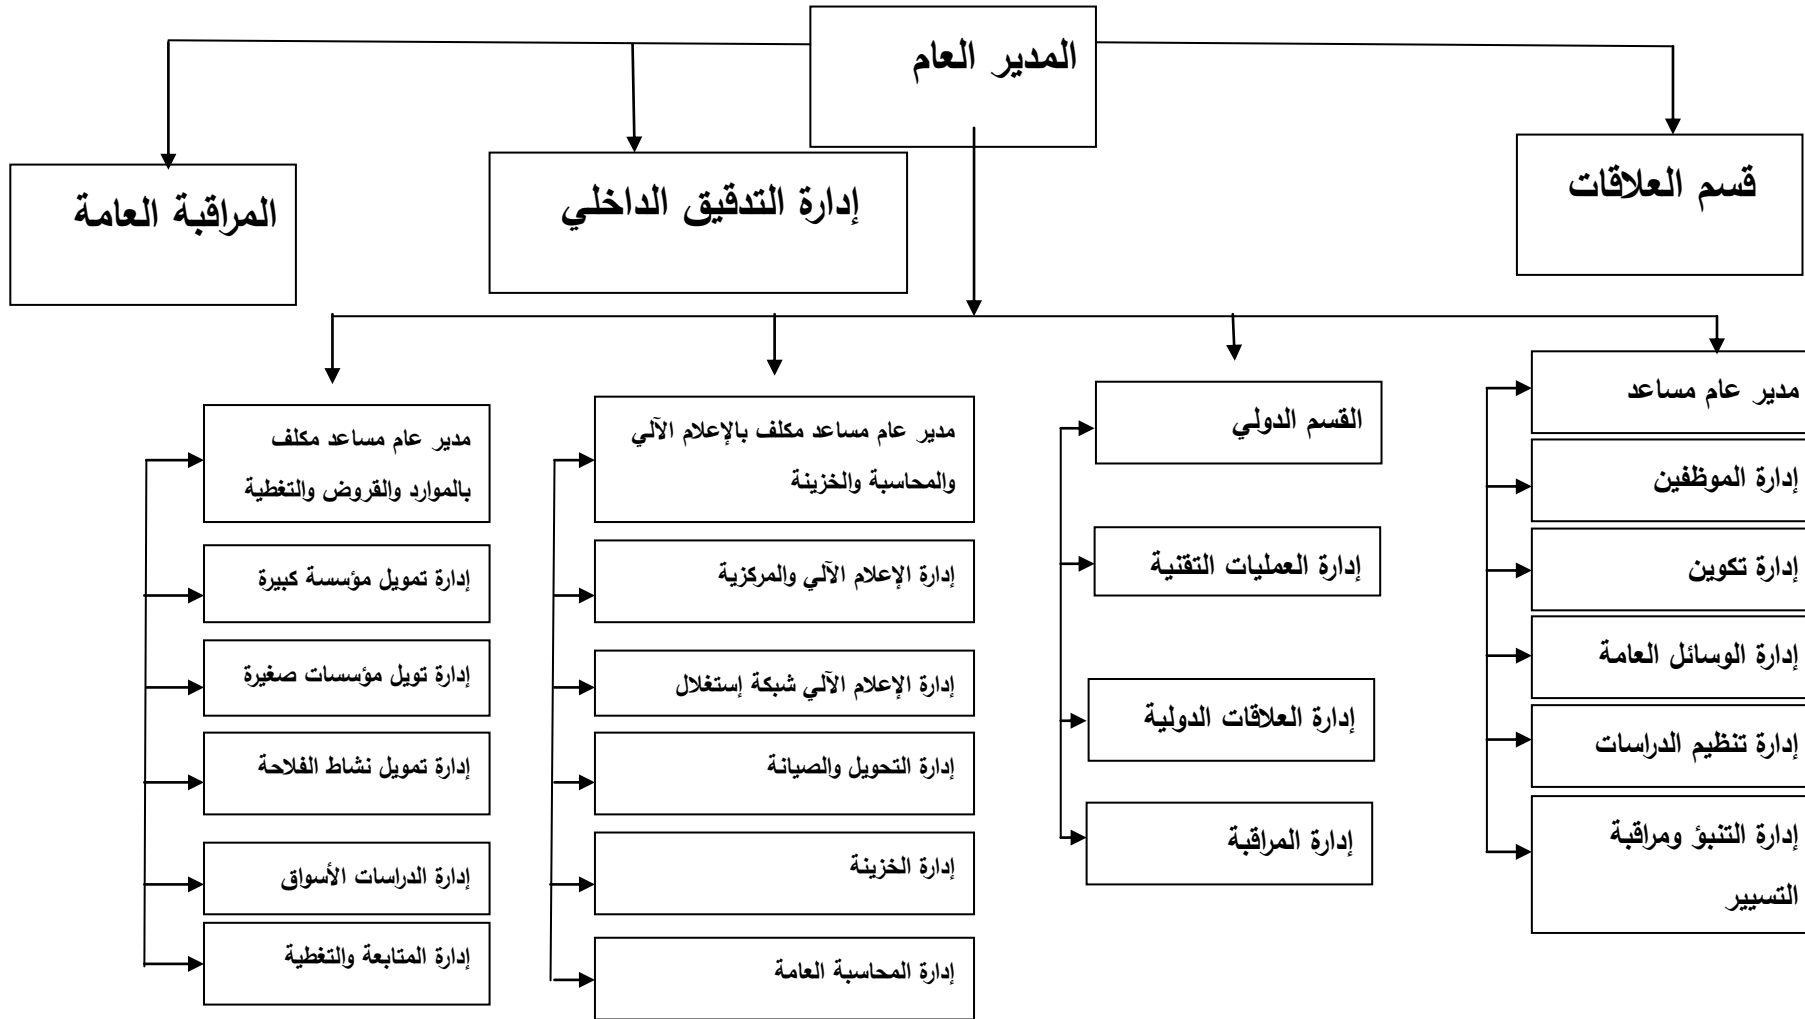 المدير العام
قسم العلاقات
إدارة التدقيق الداخلي
المراقبة العامة
مدير عام مساعد
إدارة الموظفين
إدارة تكوين
إدارة الوسائل العامة
إدارة تنظيم الدراسات
إدارة التنبؤ ومراقبة
التسيير
القسم الدولي
إدارة العمليات التقنية
إدارة العلاقات الدولية
إدارة المراقبة
مدير عام مساعد مكلف بالإعلام الآلي
والمحاسبة والخزينة
إدارة الإعلام الآلي والمركزية
إدارة الإعلام الآلي شبكة إستغلال
إدارة التحويل والصيانة
إدارة الخزينة
إدارة المحاسبة العامة
مدير عام مساعد مكلف
بالموارد والقروض والتغطية
إدارة تمويل مؤسسة كبيرة
إدارة تويل مؤسسات صغيرة
إدارة تمويل نشاط الفلاحة
إدارة الدراسات الأسواق
إدارة المتابعة والتغطية